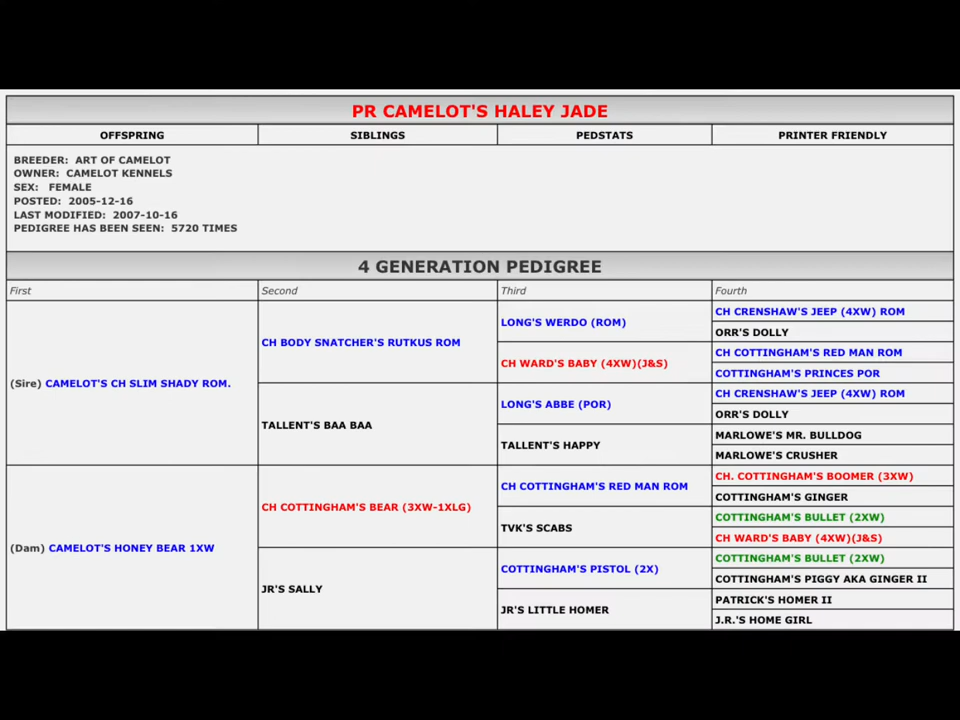 PR CAMELOT'S HALEY JADE
OFFSPRING SIBLINGS PEDSTATS PRINTER FRIENDLY
BREEDER: ART OF CAMELOT
OWNER: CAMELOT KENNELS
SEX: FEMALE
POSTED: 2005-12-16
LAST MODIFIED: 2007-10-16
PEDIGREE HAS BEEN SEEN: 5720 TIMES
4 GENERATION PEDIGREE
First Second Third Fourth
(Sire) CAMELOT'S CH SLIM SHADY ROM.
CH BODY SNATCHER'S RUTKUS ROM
LONG'S WERDO (ROM)
CH CRENSHAW'S JEEP (4XW) ROM
ORR'S DOLLY
CH WARD'S BABY (4XW)(J&S)
CH COTTINGHAM'S RED MAN ROM
COTTINGHAM'S PRINCES POR
TALLENT'S BAA BAA
LONG'S ABBE (POR)
CH CRENSHAW'S JEEP (4XW) ROM
ORR'S DOLLY
TALLENT'S HAPPY
MARLOWE'S MR. BULLDOG
MARLOWE'S CRUSHER
(Dam) CAMELOT'S HONEY BEAR 1XW
CH COTTINGHAM'S BEAR (3XW-1XLG)
CH COTTINGHAM'S RED MAN ROM
CH. COTTINGHAM'S BOOMER (3XW)
COTTINGHAM'S GINGER
TVK'S SCABS
COTTINGHAM'S BULLET (2XW)
CH WARD'S BABY (4XW)(J&S)
JR'S SALLY
COTTINGHAM'S PISTOL (2X)
COTTINGHAM'S BULLET (2XW)
COTTINGHAM'S PIGGY AKA GINGER II
JR'S LITTLE HOMER
PATRICK'S HOMER II
J.R.'S HOME GIRL